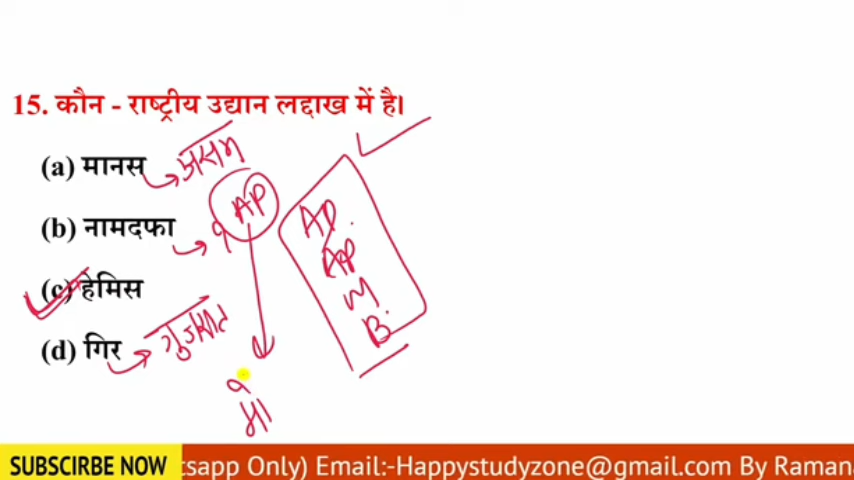 15. कौन - राष्ट्रीय उद्यान लद्दाख में है।
(a) मानस असम
(b) नामदफा AP
(c) हेमिस
(d) गिर गुजरात
AP.
AP
M
B.
SUBSCIRBE NOW tsapp Only) Email:-Happystudyzone@gmail.com By Raman